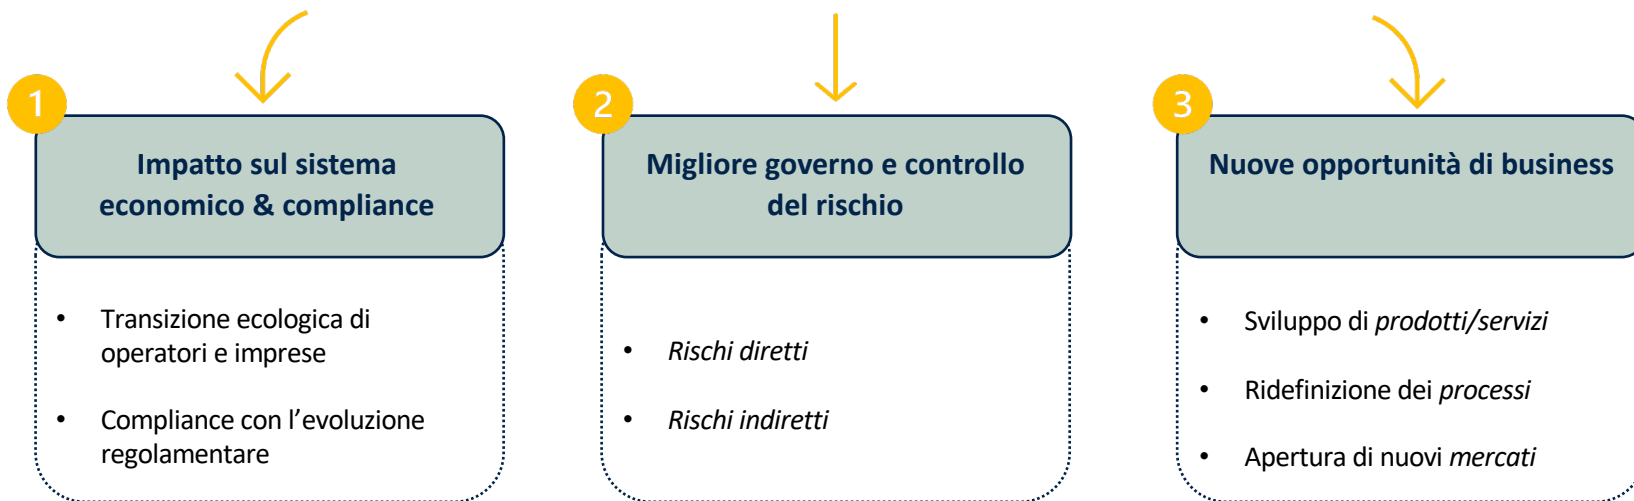 1
Impatto sul sistema
economico & compliance
• Transizione ecologica di
operatori e imprese
• Compliance con l’evoluzione
regolamentare
2
Migliore governo e controllo
del rischio
• Rischi diretti
• Rischi indiretti
3
Nuove opportunità di business
• Sviluppo di prodotti/servizi
• Ridefinizione dei processi
• Apertura di nuovi mercati